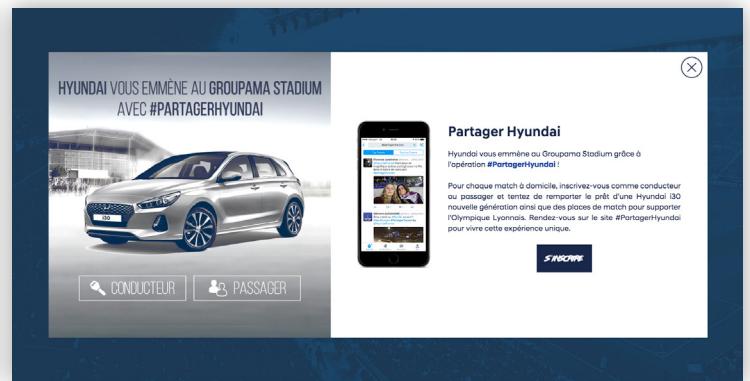 HYUNDAI VOUS EMMÈNE AU GROUPAMA STADIUM
AVEC #PARTAGERHYUNDAI
i30
CONDUCTEUR
PASSAGER
Partager Hyundai
Hyundai vous emmène au Groupama Stadium grâce à
l'opération #PartagerHyundai !
Pour chaque match à domicile, inscrivez-vous comme conducteur
ou passager et tentez de remporter le prêt d'une Hyundai i30
nouvelle génération ainsi que des places de match pour supporter
l'Olympique Lyonnais. Rendez-vous sur le site #PartagerHyundai
pour vivre cette expérience unique.
S'INSCRIRE